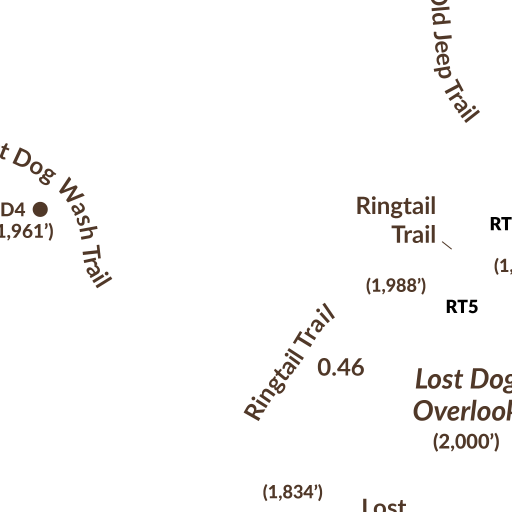 Old Jeep Trail
t Dog Wash Trail
D4
1,961’)
Ringtail
Trail
RT
(1,
(1,988’)
RT5
Ringtail Trail
0.46
Lost Dog
Overlook
(2,000’)
(1,834’)
Lost